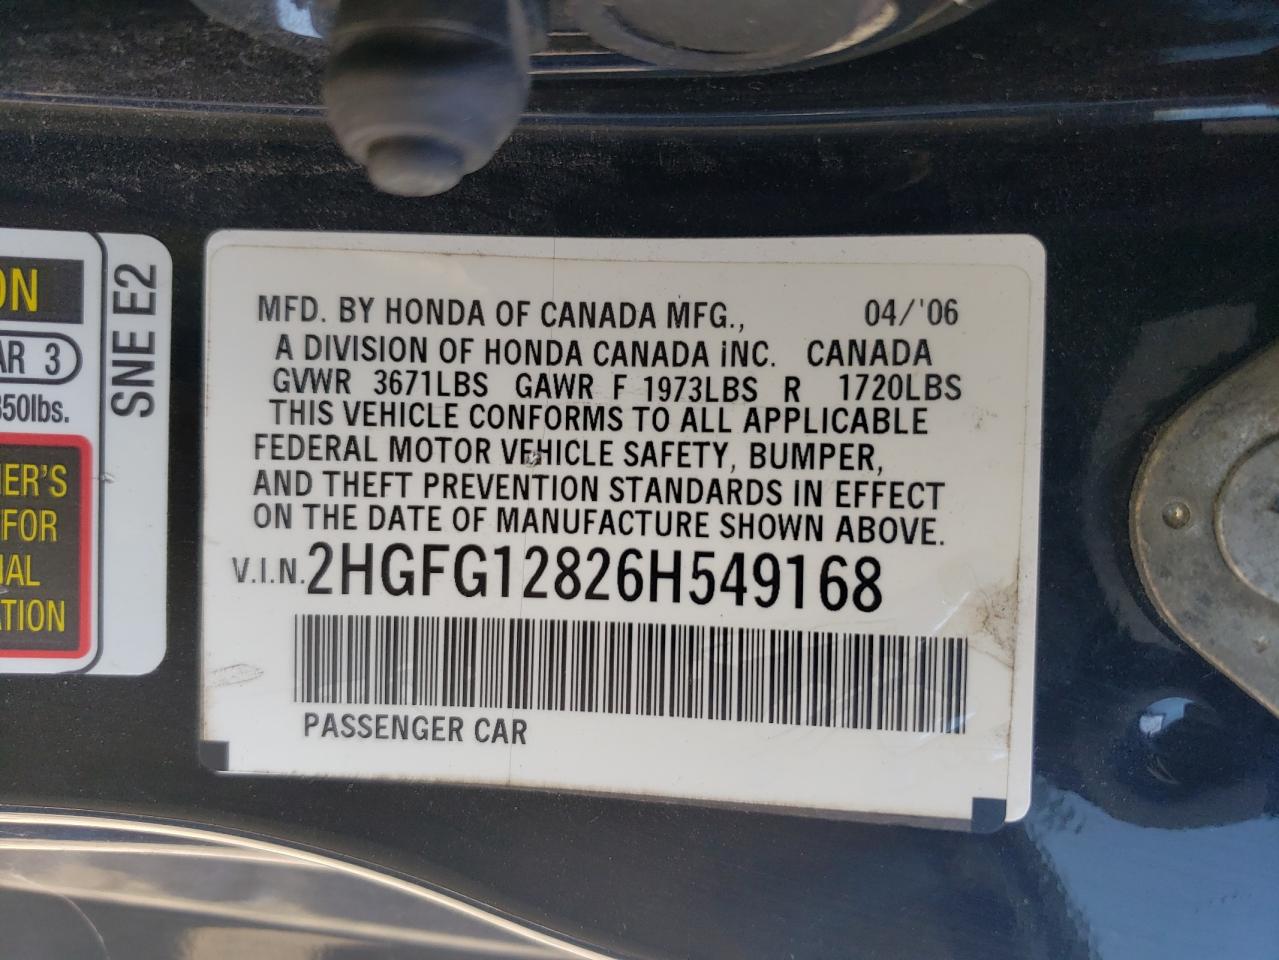 MFD. BY HONDA OF CANADA MFG., 04/'06
A DIVISION OF HONDA CANADA INC. CANADA
GVWR 3671LBS GAWR F 1973LBS R 1720LBS
THIS VEHICLE CONFORMS TO ALL APPLICABLE
FEDERAL MOTOR VEHICLE SAFETY, BUMPER,
AND THEFT PREVENTION STANDARDS IN EFFECT
ON THE DATE OF MANUFACTURE SHOWN ABOVE.
V.I.N. 2HGFG12826H549168
PASSENGER CAR
SNE E2
ON
AR 3
350lbs.
ER'S
FOR
UAL
ATION